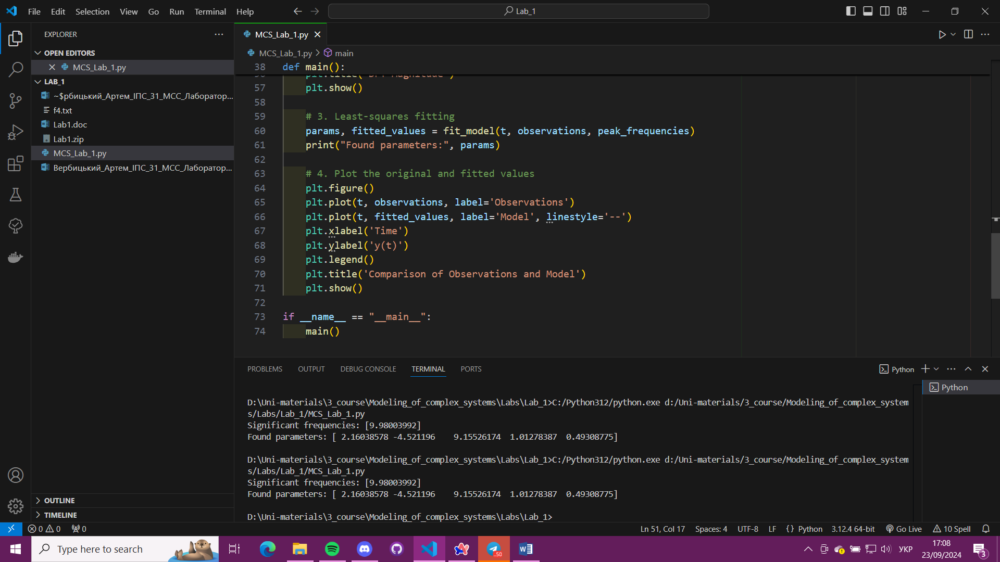 File Edit Selection View Go Run Terminal Help
Lab_1
EXPLORER
OPEN EDITORS
MCS_Lab_1.py
LAB_1
~$рбицький_Артем_ІПС_31_МСС_Лаборатор...
f4.txt
Lab1.doc
Lab1.zip
MCS_Lab_1.py
Вербицький_Артем_ІПС_31_МСС_Лаборатор...
OUTLINE
TIMELINE
MCS_Lab_1.py
MCS_Lab_1.py > main
38 def main():
57 plt.show()
58
59 # 3. Least-squares fitting
60 params, fitted_values = fit_model(t, observations, peak_frequencies)
61 print("Found parameters:", params)
62
63 # 4. Plot the original and fitted values
64 plt.figure()
65 plt.plot(t, observations, label='Observations')
66 plt.plot(t, fitted_values, label='Model', linestyle='--')
67 plt.xlabel('Time')
68 plt.ylabel('y(t)')
69 plt.legend()
70 plt.title('Comparison of Observations and Model')
71 plt.show()
72
73 if __name__ == "__main__":
74 main()
PROBLEMS OUTPUT DEBUG CONSOLE TERMINAL PORTS
Python
Python
D:\Uni-materials\3_course\Modeling_of_complex_systems\Labs\Lab_1>C:/Python312/python.exe d:/Uni-materials/3_course/Modeling_of_complex_system
s/Labs/Lab_1/MCS_Lab_1.py
Significant frequencies: [9.98003992]
Found parameters: [ 2.16038578 -4.521196    9.15526174  1.01278387  0.49308775]
D:\Uni-materials\3_course\Modeling_of_complex_systems\Labs\Lab_1>C:/Python312/python.exe d:/Uni-materials/3_course/Modeling_of_complex_system
s/Labs/Lab_1/MCS_Lab_1.py
Significant frequencies: [9.98003992]
Found parameters: [ 2.16038578 -4.521196    9.15526174  1.01278387  0.49308775]
D:\Uni-materials\3_course\Modeling_of_complex_systems\Labs\Lab_1>
0 0 0
Ln 51, Col 17 Spaces: 4 UTF-8 LF {} Python 3.12.4 64-bit Go Live 10 Spell
Type here to search
..50
УКР
17:08
23/09/2024
3